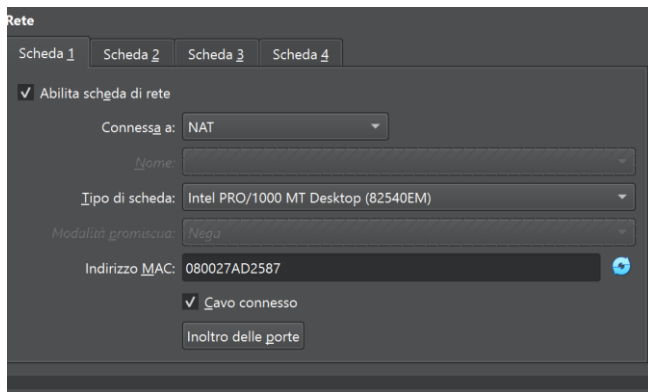 Rete
Scheda 1 Scheda 2 Scheda 3 Scheda 4
Abilita scheda di rete
Connessa a: NAT
Nome:
Tipo di scheda: Intel PRO/1000 MT Desktop (82540EM)
Modalità promiscua: Nega
Indirizzo MAC: 080027AD2587
Cavo connesso
Inoltro delle porte